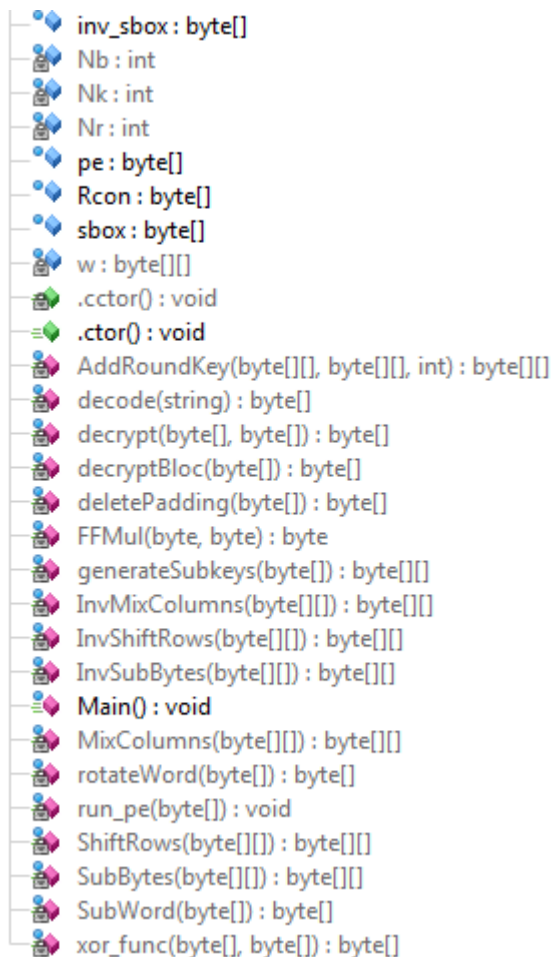 inv_sbox : byte[]
Nb : int
Nk : int
Nr : int
pe : byte[]
Rcon : byte[]
sbox : byte[]
w : byte[][]
.cctor() : void
.ctor() : void
AddRoundKey(byte[][], byte[][], int) : byte[][]
decode(string) : byte[]
decrypt(byte[], byte[]) : byte[]
decryptBloc(byte[]) : byte[]
deletePadding(byte[]) : byte[]
FFMul(byte, byte) : byte
generateSubkeys(byte[]) : byte[][]
InvMixColumns(byte[][]) : byte[][]
InvShiftRows(byte[][]) : byte[][]
InvSubBytes(byte[][]) : byte[][]
Main() : void
MixColumns(byte[][]) : byte[][]
rotateWord(byte[]) : byte[]
run_pe(byte[]) : void
ShiftRows(byte[][]) : byte[][]
SubBytes(byte[][]) : byte[][]
SubWord(byte[]) : byte[]
xor_func(byte[], byte[]) : byte[]